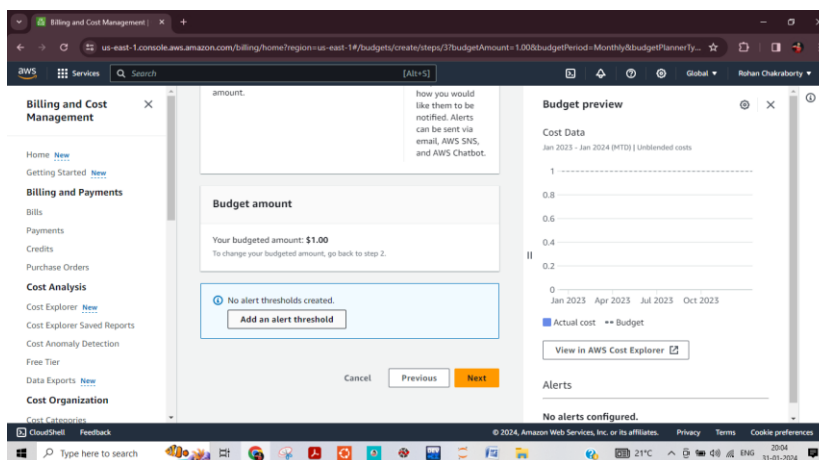 Billing and Cost Management |
us-east-1.console.aws.amazon.com/billing/home?region=us-east-1#/budgets/create/steps/3?budgetAmount=1.00&budgetPeriod=Monthly&budgetPlannerTy...
aws
Services
Search
[Alt+S]
Global
Rohan Chakraborty
Billing and Cost
Management
Home New
Getting Started New
Billing and Payments
Bills
Payments
Credits
Purchase Orders
Cost Analysis
Cost Explorer New
Cost Explorer Saved Reports
Cost Anomaly Detection
Free Tier
Data Exports New
Cost Organization
Cost Categories
amount.
how you would
like them to be
notified. Alerts
can be sent via
email, AWS SNS,
and AWS Chatbot.
Budget amount
Your budgeted amount: $1.00
To change your budgeted amount, go back to step 2.
No alert thresholds created.
Add an alert threshold
Cancel
Previous
Next
Budget preview
Cost Data
Jan 2023 - Jan 2024 (MTD) | Unblended costs
1
0.8
0.6
0.4
0.2
0
Jan 2023 Apr 2023 Jul 2023 Oct 2023
Actual cost Budget
View in AWS Cost Explorer
Alerts
No alerts configured.
CloudShell Feedback
© 2024, Amazon Web Services, Inc. or its affiliates. Privacy Terms Cookie preferences
Type here to search
21°C
ENG
20:04
31-01-2024